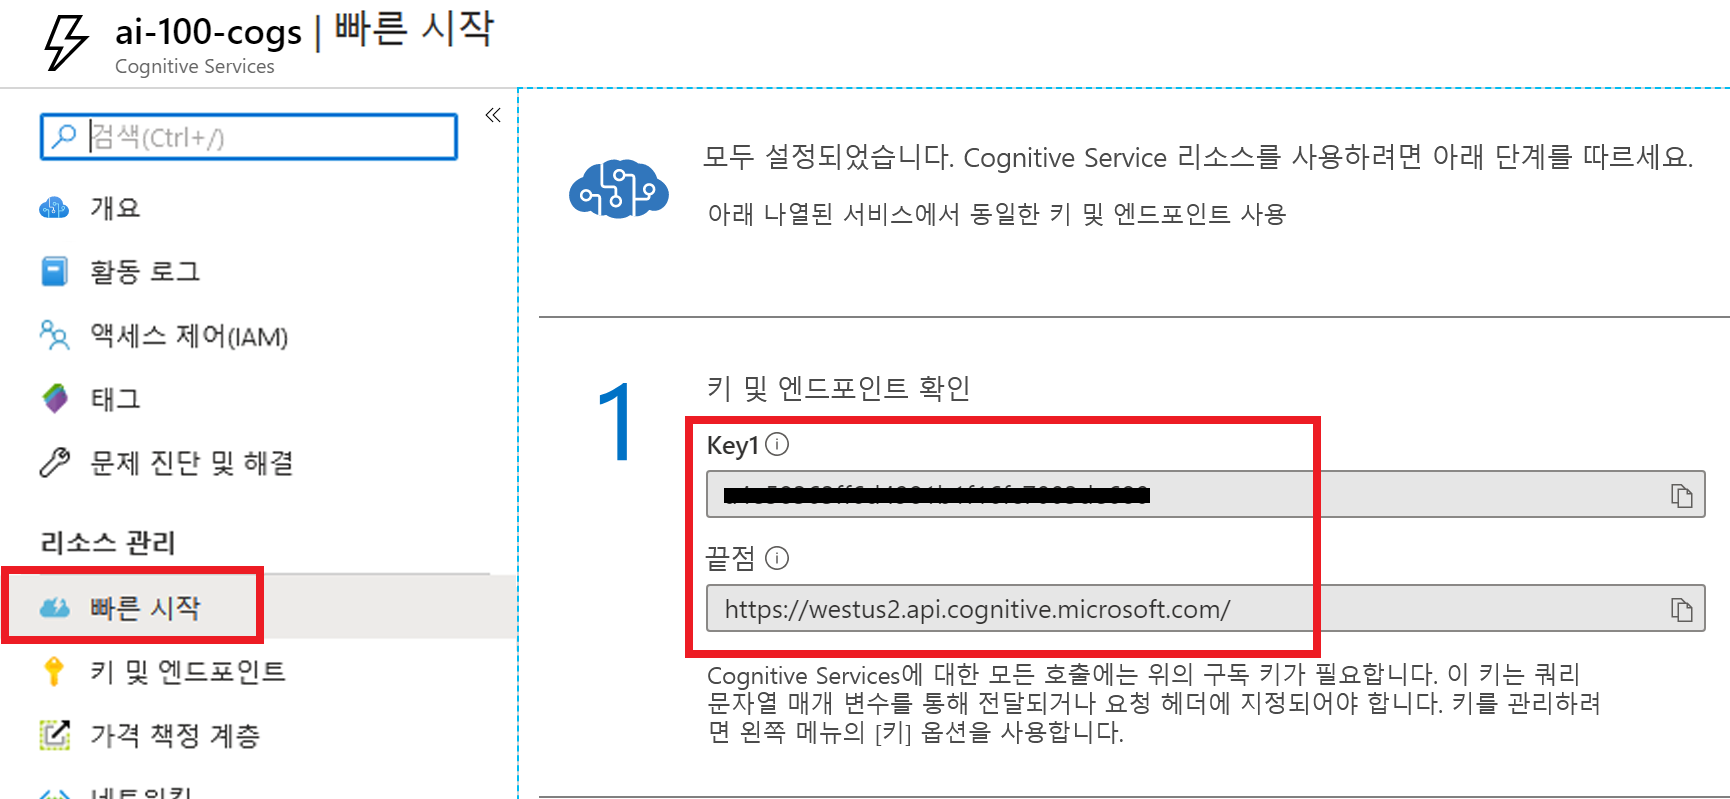 ai-100-cogs | 빠른 시작
Cognitive Services
검색(Ctrl+/)
개요
활동 로그
액세스 제어(IAM)
태그
문제 진단 및 해결
리소스 관리
빠른 시작
키 및 엔드포인트
가격 책정 계층
네트워킹
모두 설정되었습니다. Cognitive Service 리소스를 사용하려면 아래 단계를 따르세요.
아래 나열된 서비스에서 동일한 키 및 엔드포인트 사용
1
키 및 엔드포인트 확인
Key1
끝점
https://westus2.api.cognitive.microsoft.com/
Cognitive Services에 대한 모든 호출에는 위의 구독 키가 필요합니다. 이 키는 쿼리
문자열 매개 변수를 통해 전달되거나 요청 헤더에 지정되어야 합니다. 키를 관리하려
면 왼쪽 메뉴의 [키] 옵션을 사용합니다.